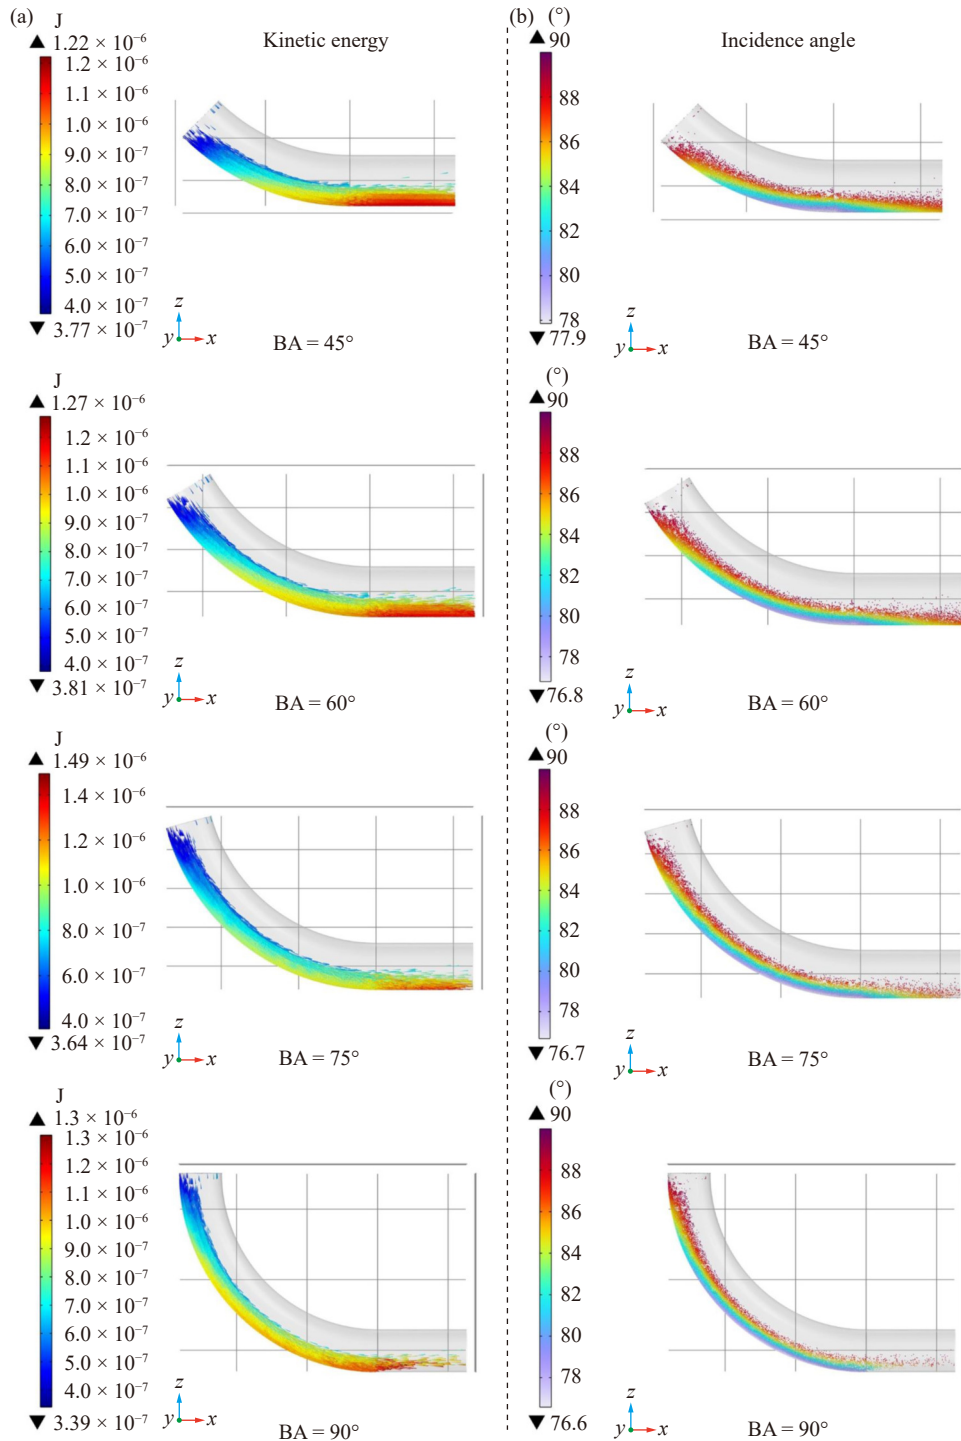 (a)
J
1.22 × 10⁻⁶
1.2 × 10⁻⁶
1.0 × 10⁻⁶
9.0 × 10⁻⁷
8.0 × 10⁻⁷
7.0 × 10⁻⁷
6.0 × 10⁻⁷
5.0 × 10⁻⁷
4.0 × 10⁻⁷
3.77 × 10⁻⁷
Kinetic energy
z
y
x
BA = 45°
J
1.27 × 10⁻⁶
1.2 × 10⁻⁶
1.1 × 10⁻⁶
1.0 × 10⁻⁶
9.0 × 10⁻⁷
8.0 × 10⁻⁷
7.0 × 10⁻⁷
6.0 × 10⁻⁷
5.0 × 10⁻⁷
4.0 × 10⁻⁷
3.81 × 10⁻⁷
z
y
x
BA = 60°
J
1.49 × 10⁻⁶
1.4 × 10⁻⁶
1.2 × 10⁻⁶
1.0 × 10⁻⁶
8.0 × 10⁻⁷
6.0 × 10⁻⁷
4.0 × 10⁻⁷
3.64 × 10⁻⁷
z
y
x
BA = 75°
J
1.3 × 10⁻⁶
1.3 × 10⁻⁶
1.2 × 10⁻⁶
1.1 × 10⁻⁶
1.0 × 10⁻⁶
9.0 × 10⁻⁷
8.0 × 10⁻⁷
7.0 × 10⁻⁷
6.0 × 10⁻⁷
5.0 × 10⁻⁷
4.0 × 10⁻⁷
3.39 × 10⁻⁷
z
y
x
BA = 90°
(b)
(°)
90
88
86
84
82
80
78
77.9
Incidence angle
z
y
x
BA = 45°
(°)
90
88
86
84
82
80
78
76.8
z
y
x
BA = 60°
(°)
90
88
86
84
82
80
78
76.7
z
y
x
BA = 75°
(°)
90
88
86
84
82
80
78
76.6
z
y
x
BA = 90°